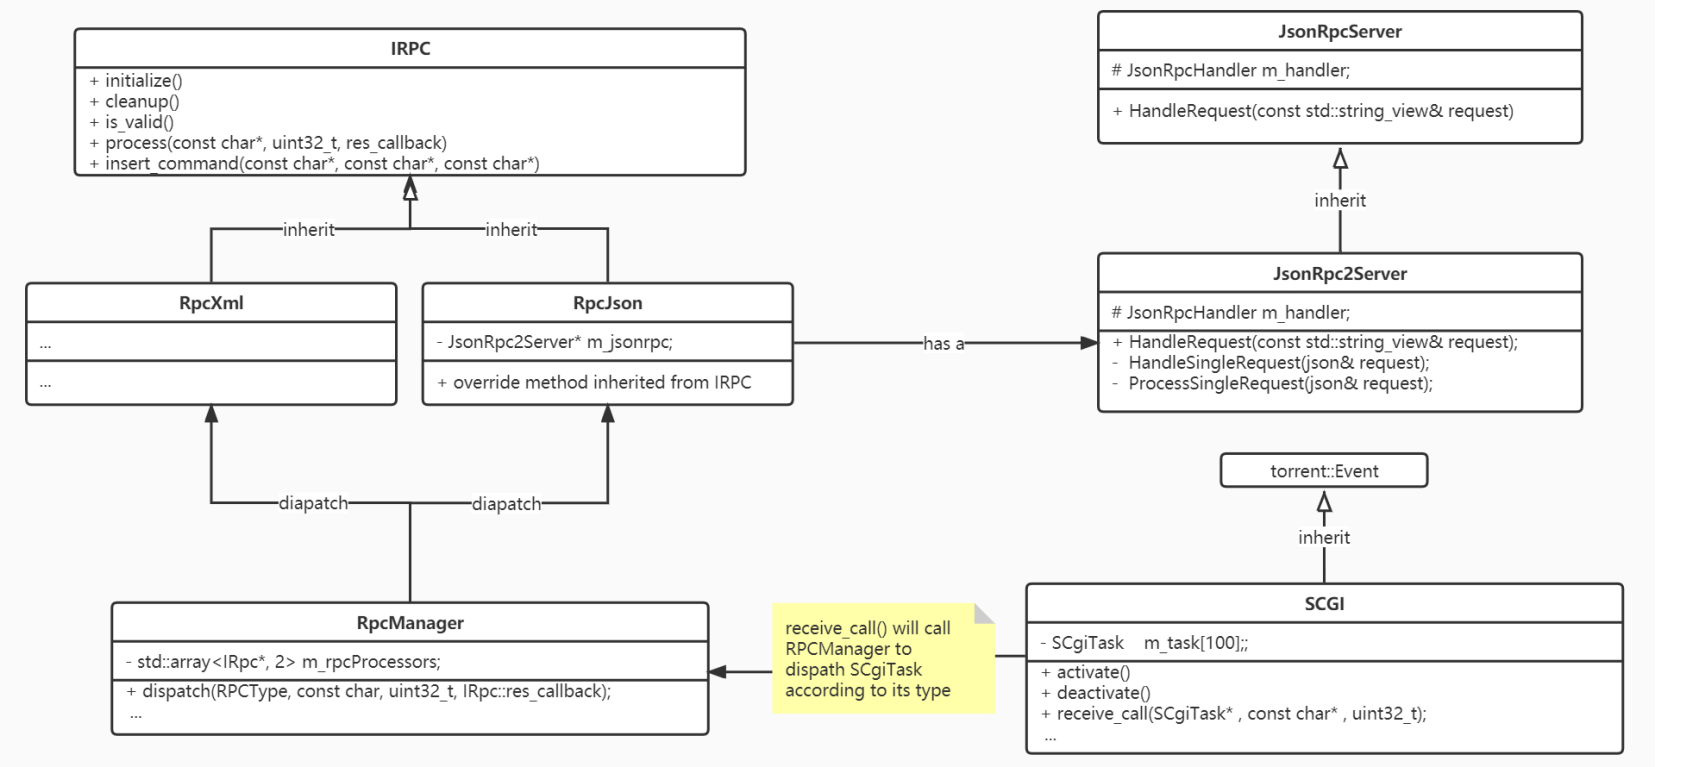 IRPC
+ initialize()
+ cleanup()
+ is_valid()
+ process(const char*, uint32_t, res_callback)
+ insert_command(const char*, const char*, const char*)
JsonRpcServer
# JsonRpcHandler m_handler;
+ HandleRequest(const std::string_view& request)
inherit
inherit
inherit
RpcXml
...
...
RpcJson
- JsonRpc2Server* m_jsonrpc;
+ override method inherited from IRPC
has a
JsonRpc2Server
# JsonRpcHandler m_handler;
+ HandleRequest(const std::string_view& request);
- HandleSingleRequest(json& request);
- ProcessSingleRequest(json& request);
diapatch
diapatch
torrent::Event
inherit
RpcManager
- std::array<IRpc*, 2> m_rpcProcessors;
+ dispatch(RPCType, const char, uint32_t, IRpc::res_callback);
...
receive_call() will call
RPCManager to
dispath SCgiTask
according to its type
SCGI
- SCgiTask m_task[100];;
+ activate()
+ deactivate()
+ receive_call(SCgiTask* , const char* , uint32_t);
...